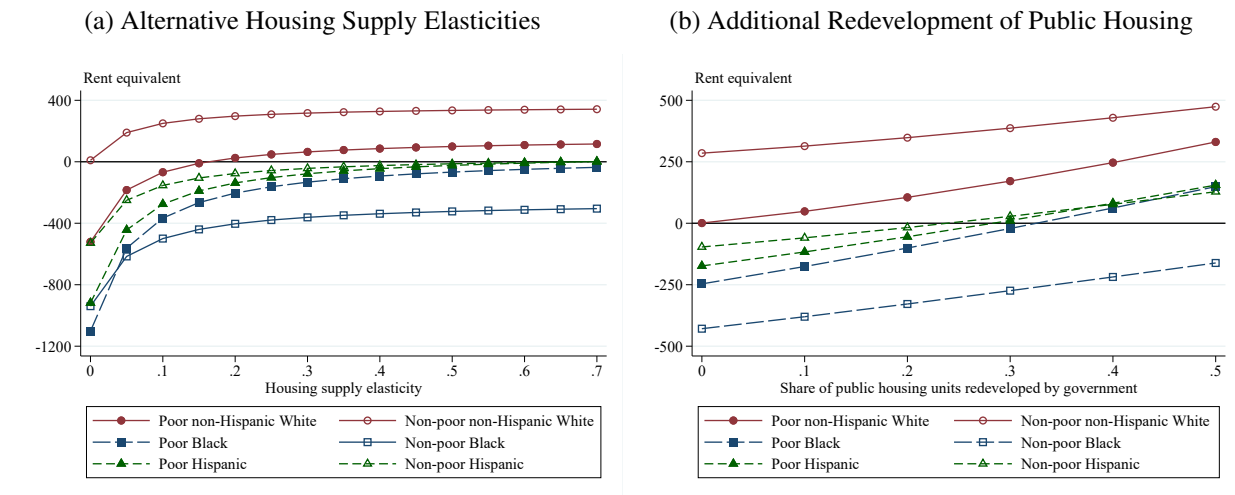 (a) Alternative Housing Supply Elasticities
Rent equivalent
400
0
-400
-800
-1200
0 .1 .2 .3 .4 .5 .6 .7
Housing supply elasticity
Poor non-Hispanic White Non-poor non-Hispanic White
Poor Black Non-poor Black
Poor Hispanic Non-poor Hispanic
(b) Additional Redevelopment of Public Housing
Rent equivalent
500
250
0
-250
-500
0 .1 .2 .3 .4 .5
Share of public housing units redeveloped by government
Poor non-Hispanic White Non-poor non-Hispanic White
Poor Black Non-poor Black
Poor Hispanic Non-poor Hispanic